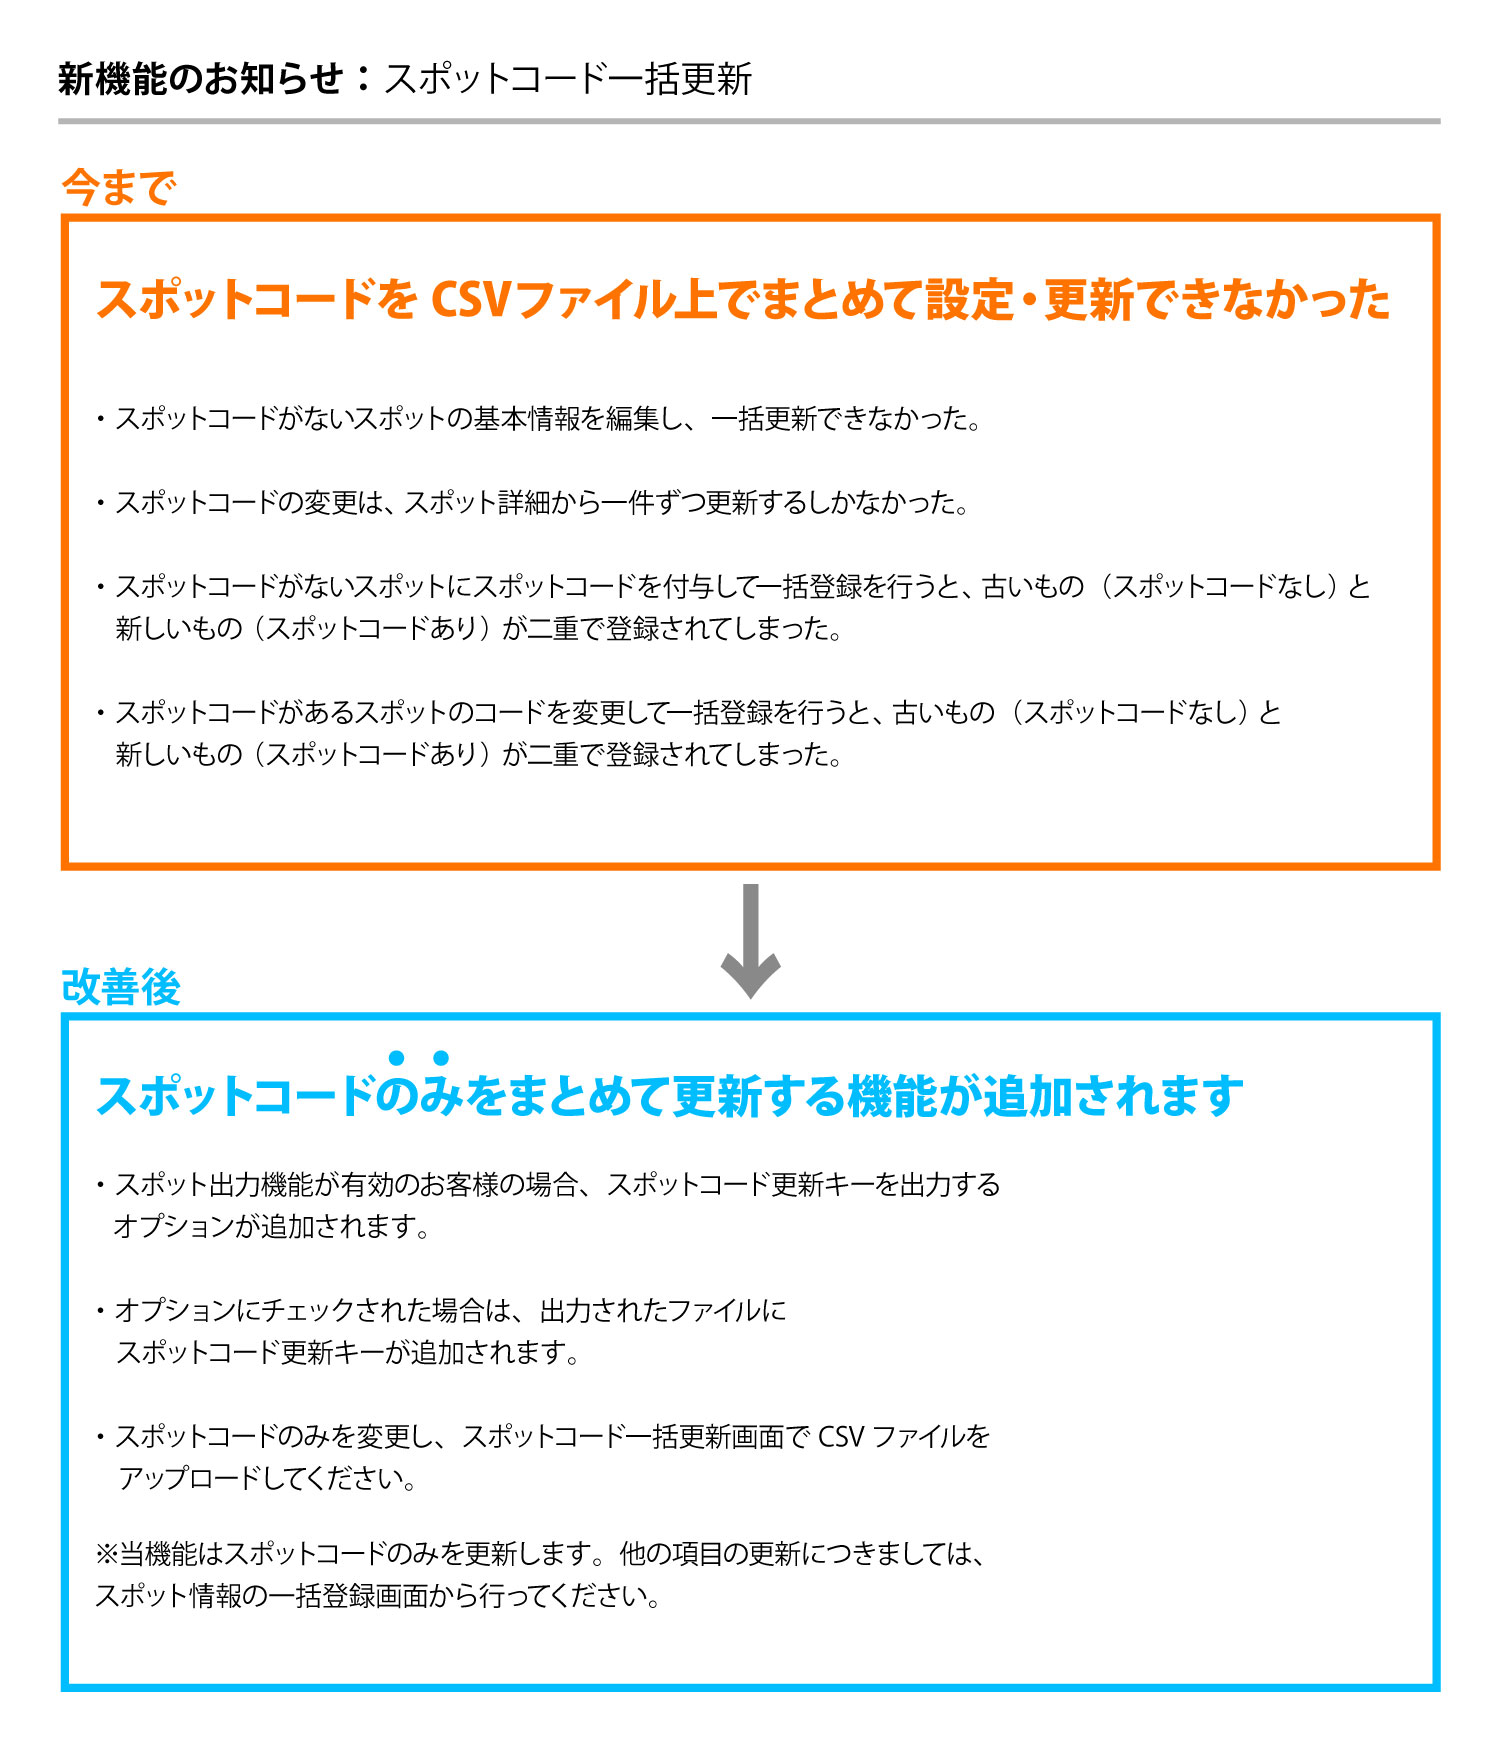 新機能のお知らせ：スポットコード一括更新
今まで
スポットコードを CSVファイル上でまとめて設定・更新できなかった
・スポットコードがないスポットの基本情報を編集し、一括更新できなかった。
・スポットコードの変更は、スポット詳細から一件ずつ更新するしかなかった。
・スポットコードがないスポットにスポットコードを付与して一括登録を行うと、古いもの（スポットコードなし）と
新しいもの（スポットコードあり）が二重で登録されてしまった。
・スポットコードがあるスポットのコードを変更して一括登録を行うと、古いもの（スポットコードなし）と
新しいもの（スポットコードあり）が二重で登録されてしまった。
改善後
スポットコードのみをまとめて更新する機能が追加されます
・スポット出力機能が有効のお客様の場合、スポットコード更新キーを出力する
オプションが追加されます。
・オプションにチェックされた場合は、出力されたファイルに
スポットコード更新キーが追加されます。
・スポットコードのみを変更し、スポットコード一括更新画面で CSV ファイルを
アップロードしてください。
※当機能はスポットコードのみを更新します。他の項目の更新につきましては、
スポット情報の一括登録画面から行ってください。